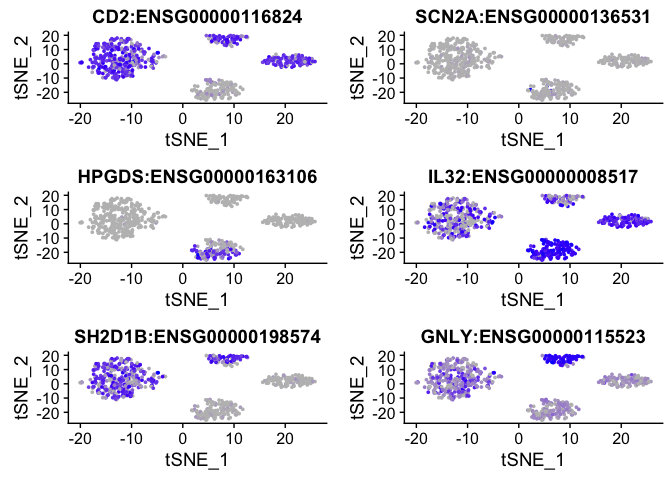 CD2:ENSG00000116824
20
10
0
-10
-20
tSNE_2
-20 -10 0 10 20
tSNE_1
SCN2A:ENSG00000136531
20
10
0
-10
-20
tSNE_2
-20 -10 0 10 20
tSNE_1
HPGDS:ENSG00000163106
20
10
0
-10
-20
tSNE_2
-20 -10 0 10 20
tSNE_1
IL32:ENSG00000008517
20
10
0
-10
-20
tSNE_2
-20 -10 0 10 20
tSNE_1
SH2D1B:ENSG00000198574
20
10
0
-10
-20
tSNE_2
-20 -10 0 10 20
tSNE_1
GNLY:ENSG00000115523
20
10
0
-10
-20
tSNE_2
-20 -10 0 10 20
tSNE_1